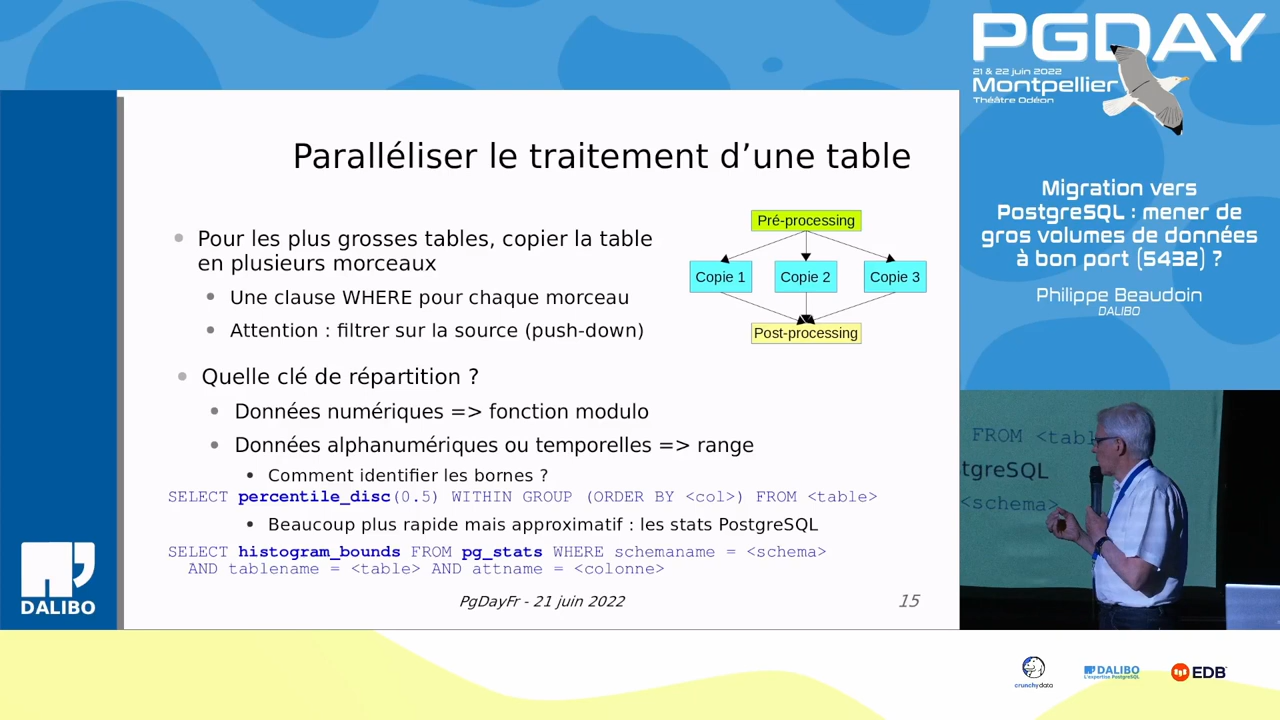 PGDAY
21 & 22 juin 2022
Montpellier
Théâtre Odéon
Paralléliser le traitement d’une table
Pour les plus grosses tables, copier la table
en plusieurs morceaux
Une clause WHERE pour chaque morceau
Attention : filtrer sur la source (push-down)
Pré-processing
Copie 1
Copie 2
Copie 3
Post-processing
Quelle clé de répartition ?
Données numériques => fonction modulo
Données alphanumériques ou temporelles => range
Comment identifier les bornes ?
SELECT percentile_disc(0.5) WITHIN GROUP (ORDER BY <col>) FROM <table>
Beaucoup plus rapide mais approximatif : les stats PostgreSQL
SELECT histogram_bounds FROM pg_stats WHERE schemaname = <schema>
AND tablename = <table> AND attname = <colonne>
PgDayFr - 21 juin 2022
15
DALIBO
Migration vers
PostgreSQL : mener de
gros volumes de données
à bon port (5432) ?
Philippe Beaudoin
DALIBO
FROM <tabl
tgreSQL
<schema>
crunchydata
DALIBO
L'expertise PostgreSQL
EDB